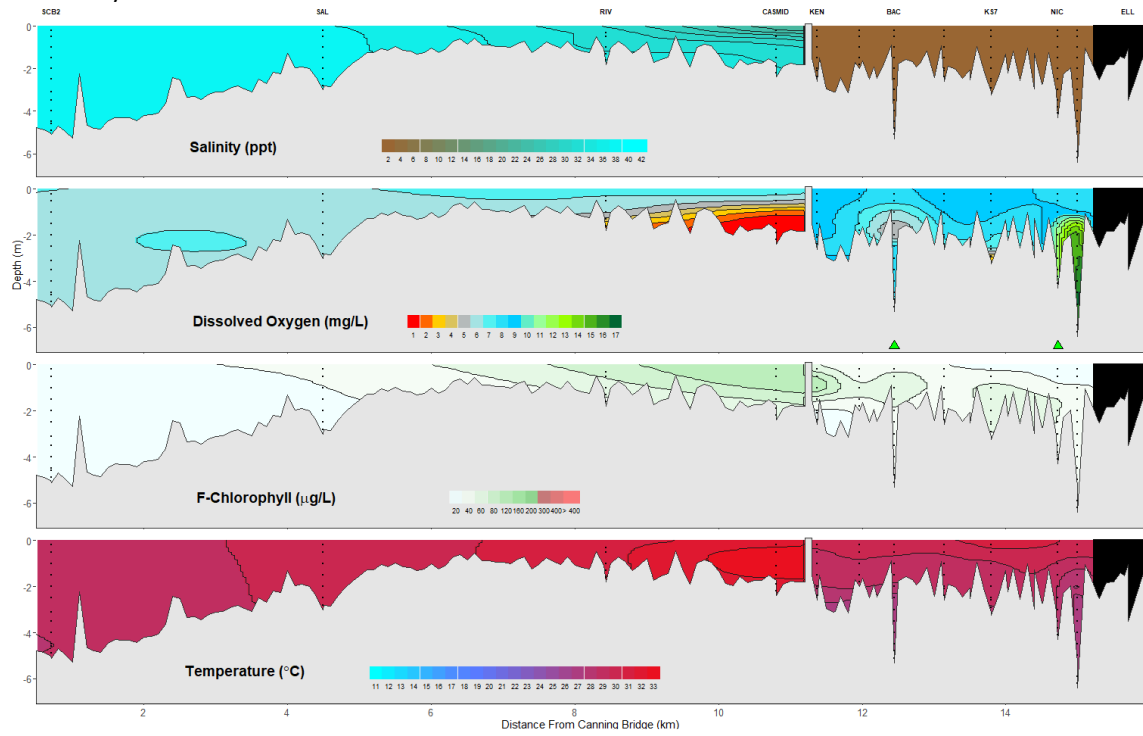 SCB2 SAL RIV CASMID KEN BAC KS7 NIC ELL
0
-2
-4
-6
Salinity (ppt)
2 4 6 8 10 12 14 16 18 20 22 24 26 28 30 32 34 36 38 40 42
0
-2
-4
-6
Dissolved Oxygen (mg/L)
1 2 3 4 5 6 7 8 9 10 11 12 13 14 15 16 17
Depth (m)
0
-2
-4
-6
F-Chlorophyll (µg/L)
20 40 60 80 120 160 200 300 400 > 400
0
-2
-4
-6
Temperature (°C)
11 12 13 14 15 16 17 18 19 20 21 22 23 24 25 26 27 28 29 30 31 32 33
2 4 6 8 10 12 14
Distance From Canning Bridge (km)